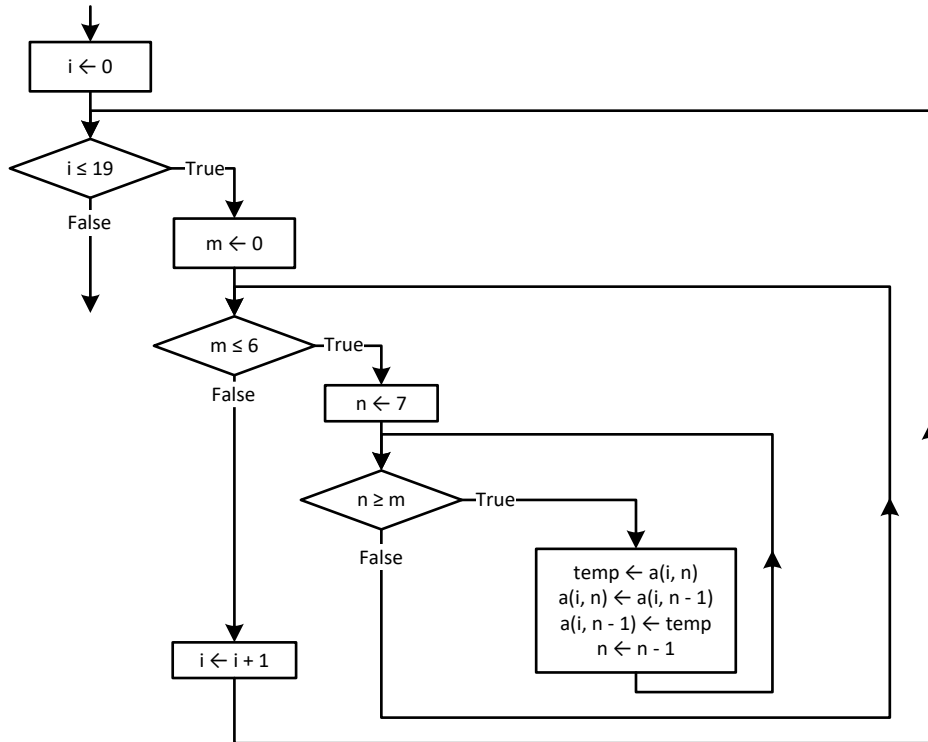 i ← 0
i ≤ 19
True
False
m ← 0
m ≤ 6
True
False
n ← 7
n ≥ m
True
False
temp ← a(i, n)
a(i, n) ← a(i, n - 1)
a(i, n - 1) ← temp
n ← n - 1
i ← i + 1